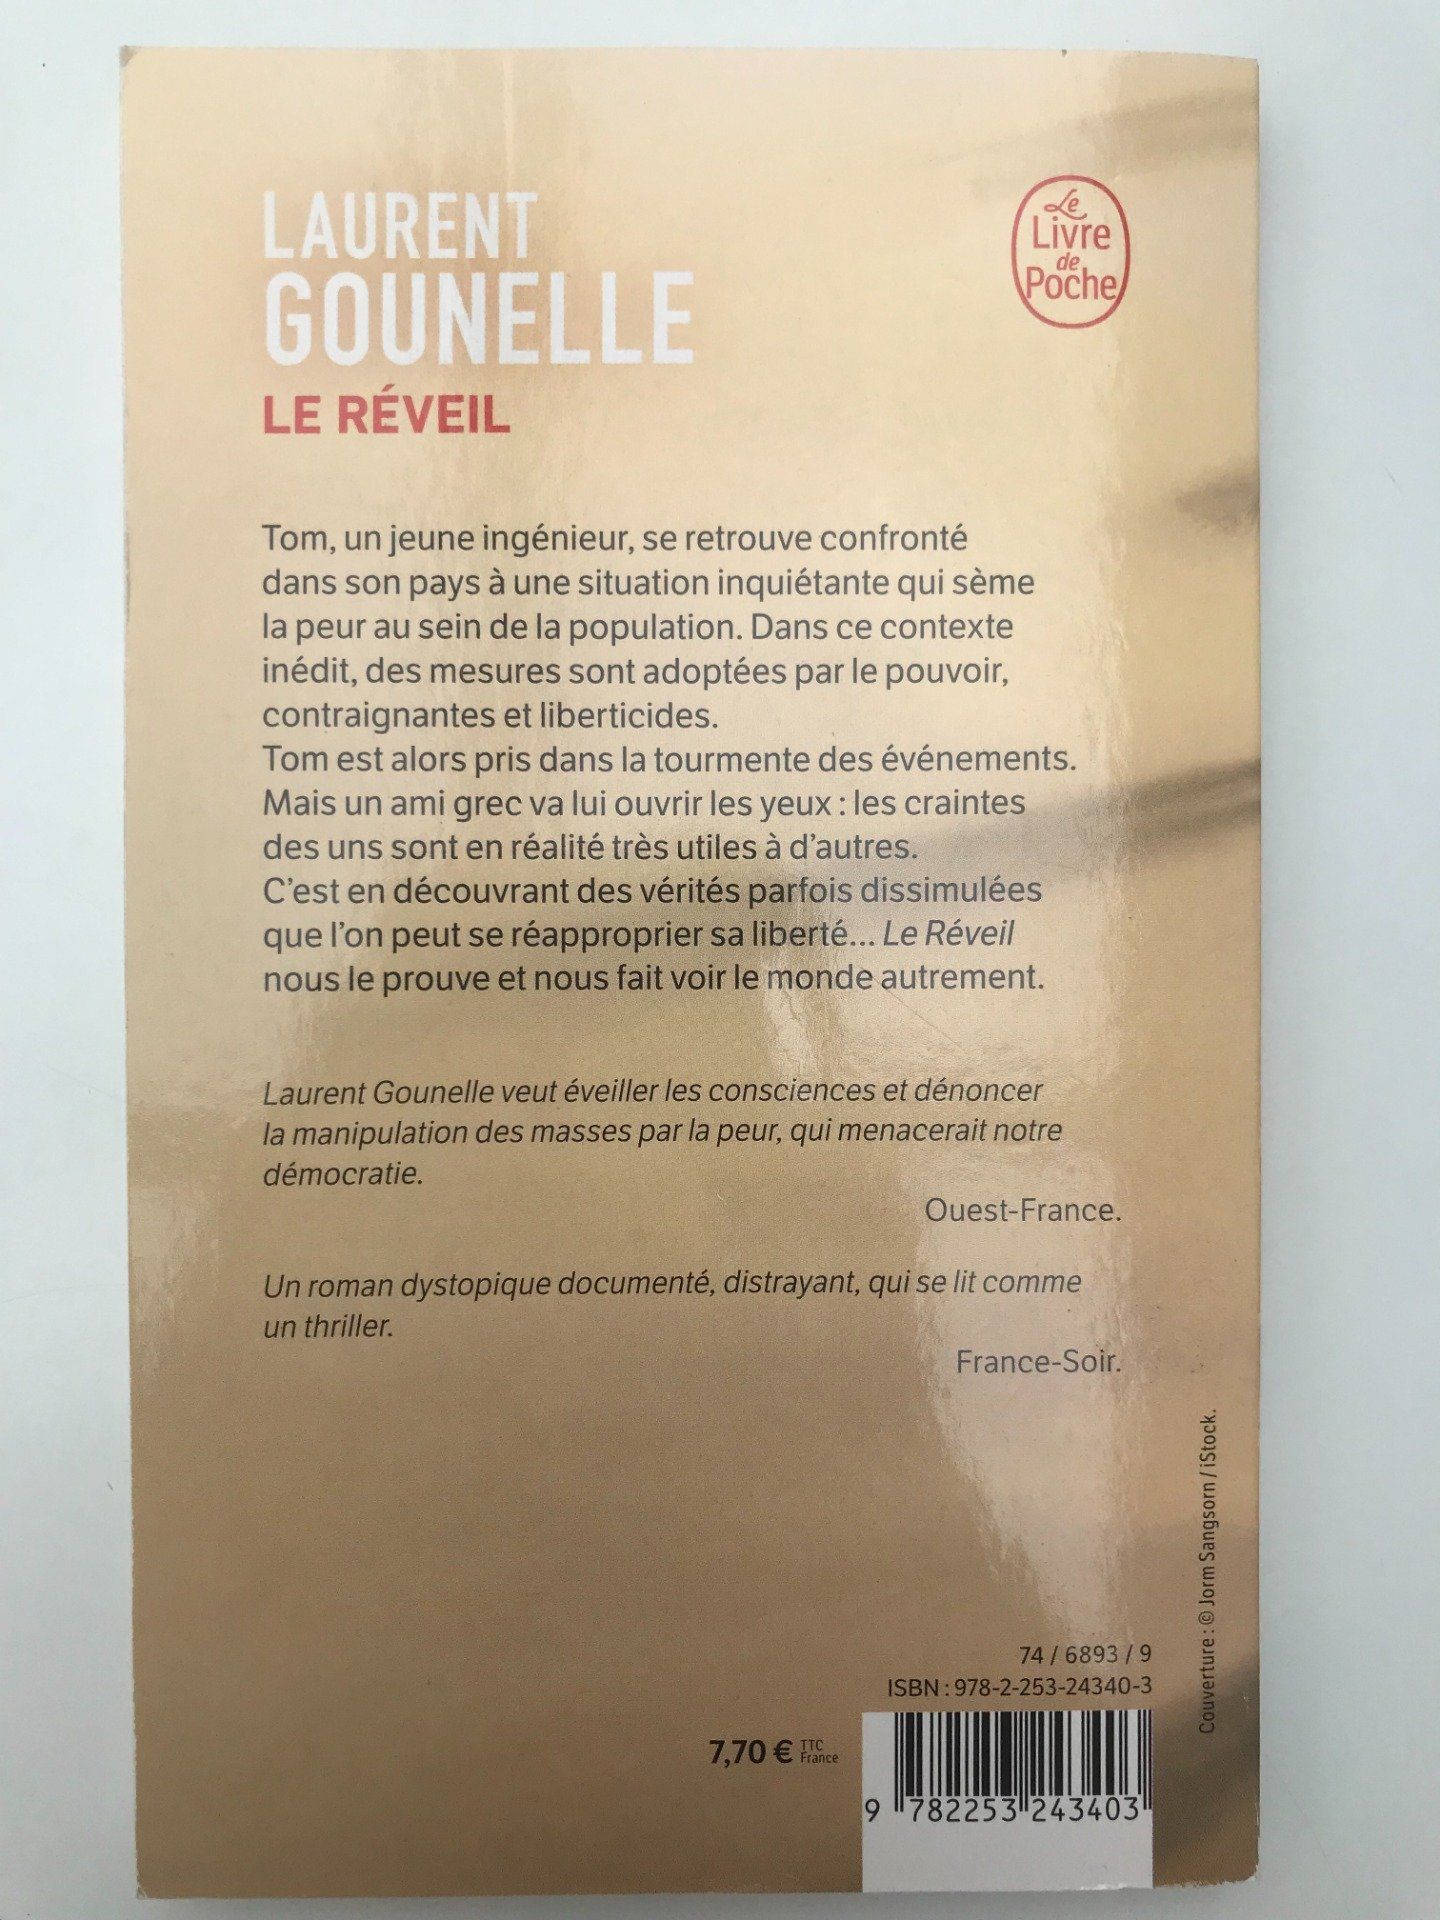 LAURENT
GOUNELLE
LE RÉVEIL
Le
Livre
de
Poche
Tom, un jeune ingénieur, se retrouve confronté
dans son pays à une situation inquiétante qui sème
la peur au sein de la population. Dans ce contexte
inédit, des mesures sont adoptées par le pouvoir,
contraignantes et liberticides.
Tom est alors pris dans la tourmente des événements.
Mais un ami grec va lui ouvrir les yeux : les craintes
des uns sont en réalité très utiles à d’autres.
C’est en découvrant des vérités parfois dissimulées
que l’on peut se réapproprier sa liberté... Le Réveil
nous le prouve et nous fait voir le monde autrement.
Laurent Gounelle veut éveiller les consciences et dénoncer
la manipulation des masses par la peur, qui menacerait notre
démocratie.
Ouest-France.
Un roman dystopique documenté, distrayant, qui se lit comme
un thriller.
France-Soir.
Couverture : © Jorm Sangsorn / iStock.
74 / 6893 / 9
ISBN : 978-2-253-24340-3
7,70 € TTC
France
9 782253 243403